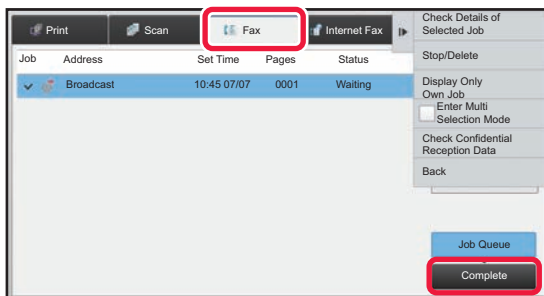 Print
Scan
Fax
Internet Fax
Job Address Set Time Pages Status
Broadcast 10:45 07/07 0001 Waiting
Check Details of
Selected Job
Stop/Delete
Display Only
Own Job
Enter Multi
Selection Mode
Check Confidential
Reception Data
Back
Job Queue
Complete